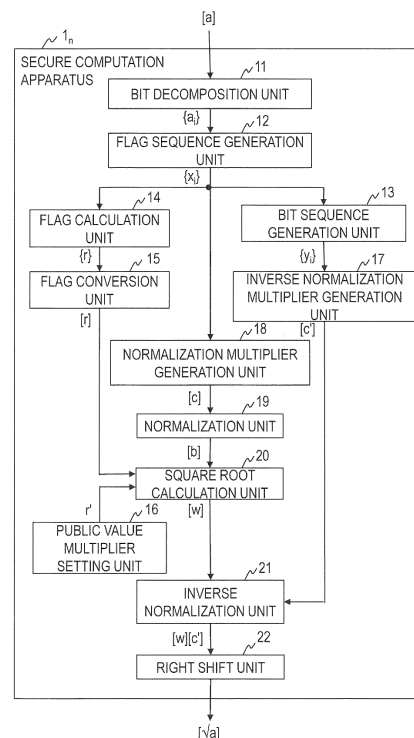 [a]
1n
SECURE COMPUTATION
APPARATUS
11
BIT DECOMPOSITION UNIT
{ai}
12
FLAG SEQUENCE GENERATION
UNIT
{xi}
14
FLAG CALCULATION
UNIT
{r}
15
FLAG CONVERSION
UNIT
[r]
13
BIT SEQUENCE
GENERATION UNIT
{yi}
17
INVERSE NORMALIZATION
MULTIPLIER GENERATION
UNIT
[c']
18
NORMALIZATION MULTIPLIER
GENERATION UNIT
[c]
19
NORMALIZATION UNIT
[b]
20
SQUARE ROOT
CALCULATION UNIT
[w]
r'
16
PUBLIC VALUE
MULTIPLIER
SETTING UNIT
21
INVERSE
NORMALIZATION UNIT
[w][c']
22
RIGHT SHIFT UNIT
[√a]